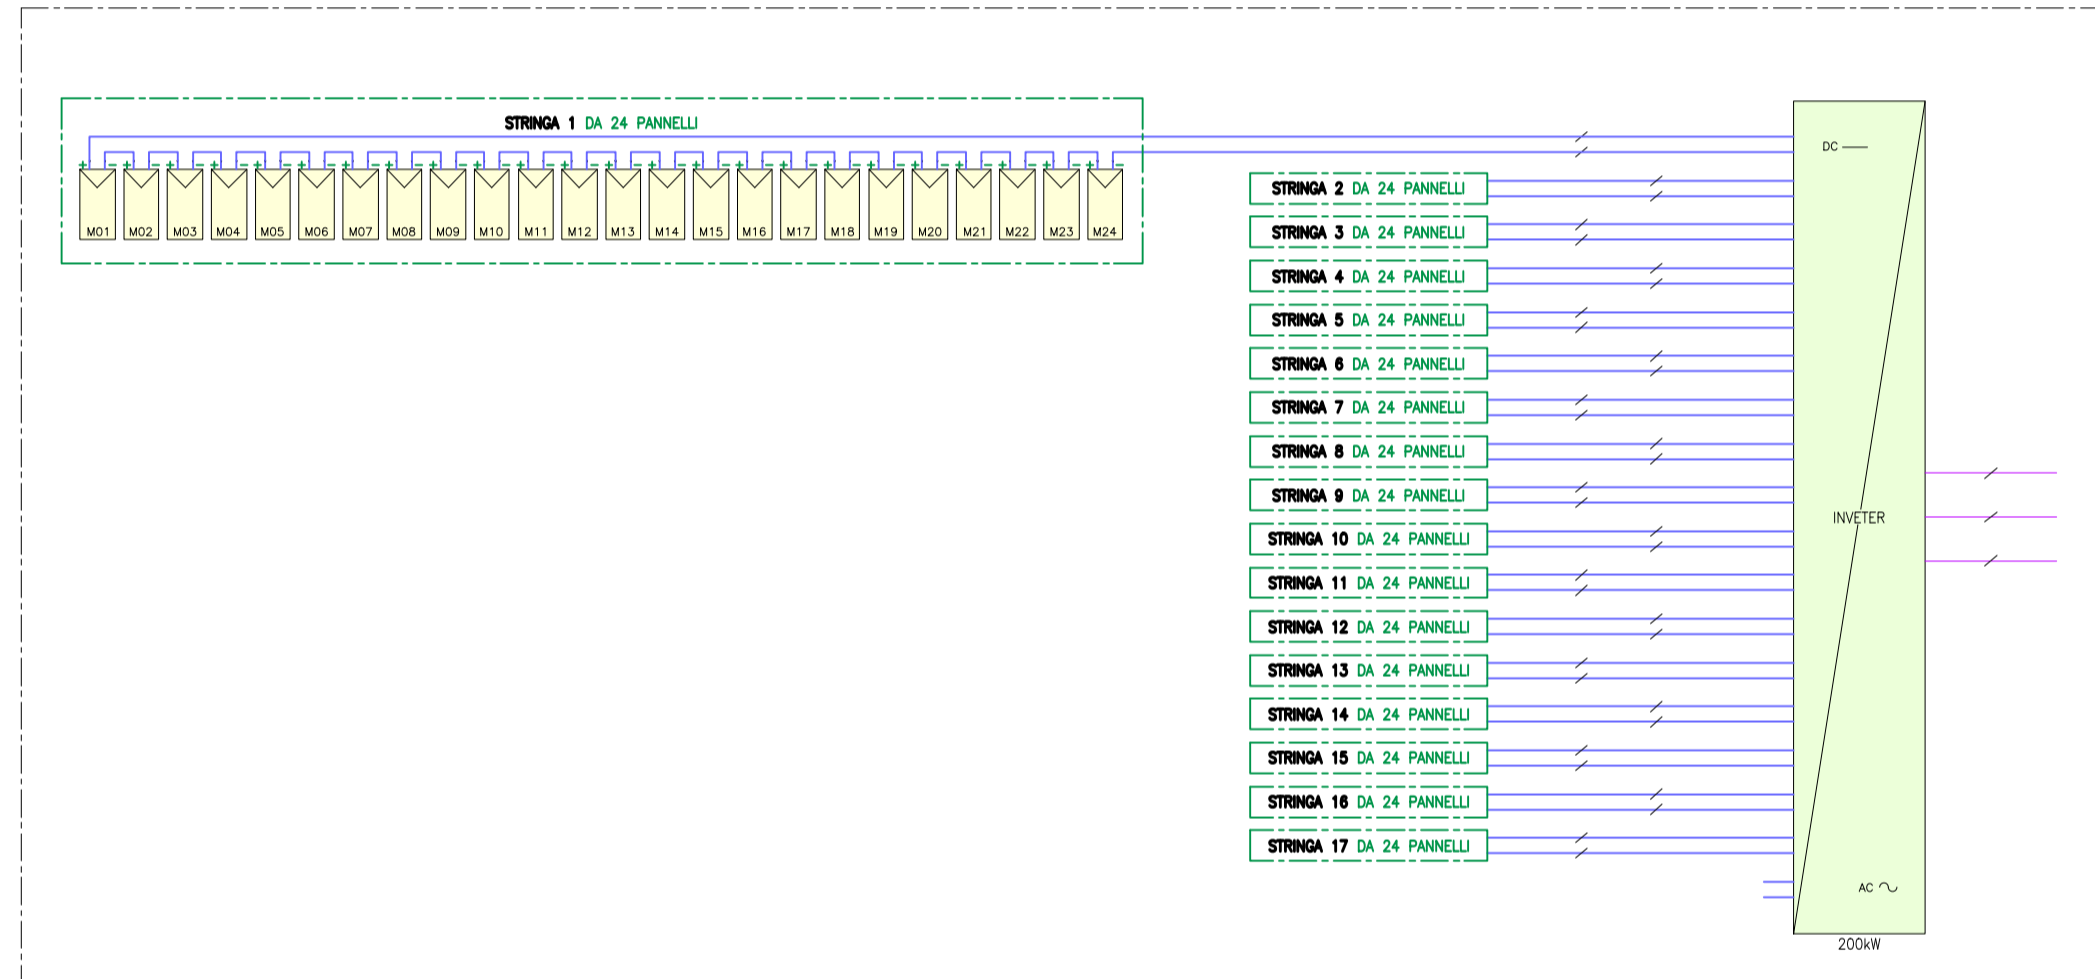 STRINGA 1 DA 24 PANNELLI
+ - + - + - + - + - + - + - + - + - + - + - + - + - + - + - + - + - + - + - + - + - + - + - + -
M01 M02 M03 M04 M05 M06 M07 M08 M09 M10 M11 M12 M13 M14 M15 M16 M17 M18 M19 M20 M21 M22 M23 M24
DC
STRINGA 2 DA 24 PANNELLI
STRINGA 3 DA 24 PANNELLI
STRINGA 4 DA 24 PANNELLI
STRINGA 5 DA 24 PANNELLI
STRINGA 6 DA 24 PANNELLI
STRINGA 7 DA 24 PANNELLI
STRINGA 8 DA 24 PANNELLI
STRINGA 9 DA 24 PANNELLI
STRINGA 10 DA 24 PANNELLI
STRINGA 11 DA 24 PANNELLI
STRINGA 12 DA 24 PANNELLI
STRINGA 13 DA 24 PANNELLI
STRINGA 14 DA 24 PANNELLI
STRINGA 15 DA 24 PANNELLI
STRINGA 16 DA 24 PANNELLI
STRINGA 17 DA 24 PANNELLI
INVETER
AC
200kW